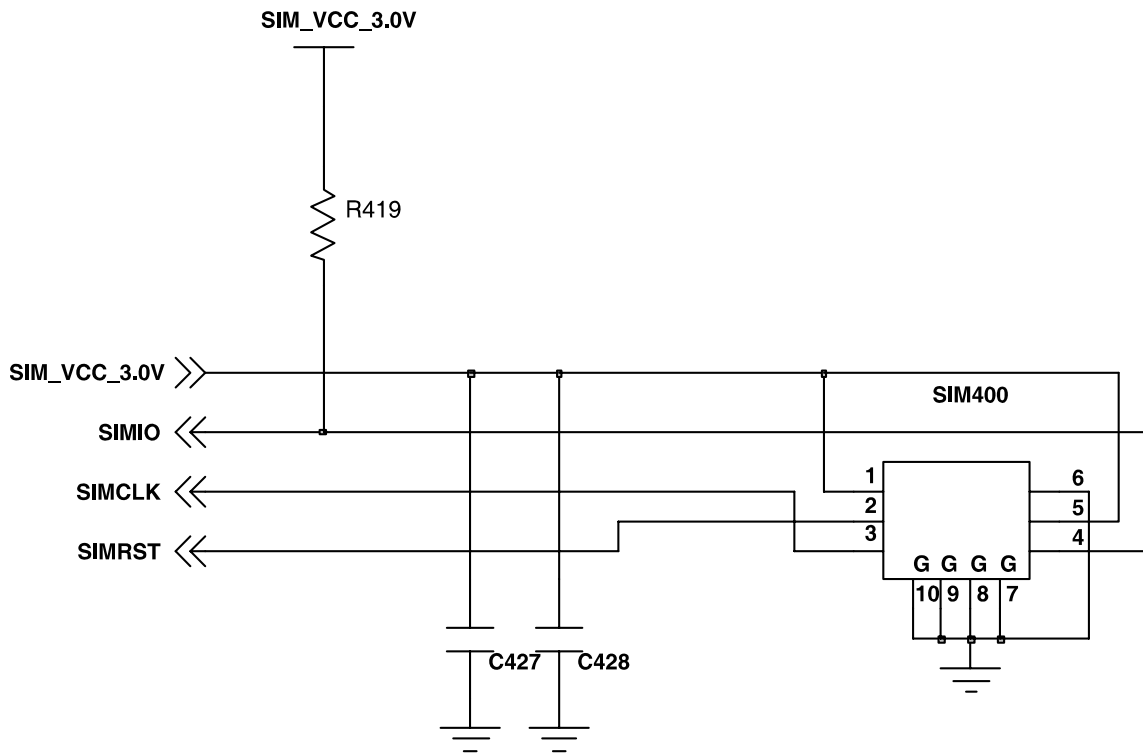 SIM_VCC_3.0V
R419
SIM_VCC_3.0V
SIM400
SIMIO
1
6
SIMCLK
2
5
3
4
SIMRST
G G G G
10 9 8 7
C427
C428